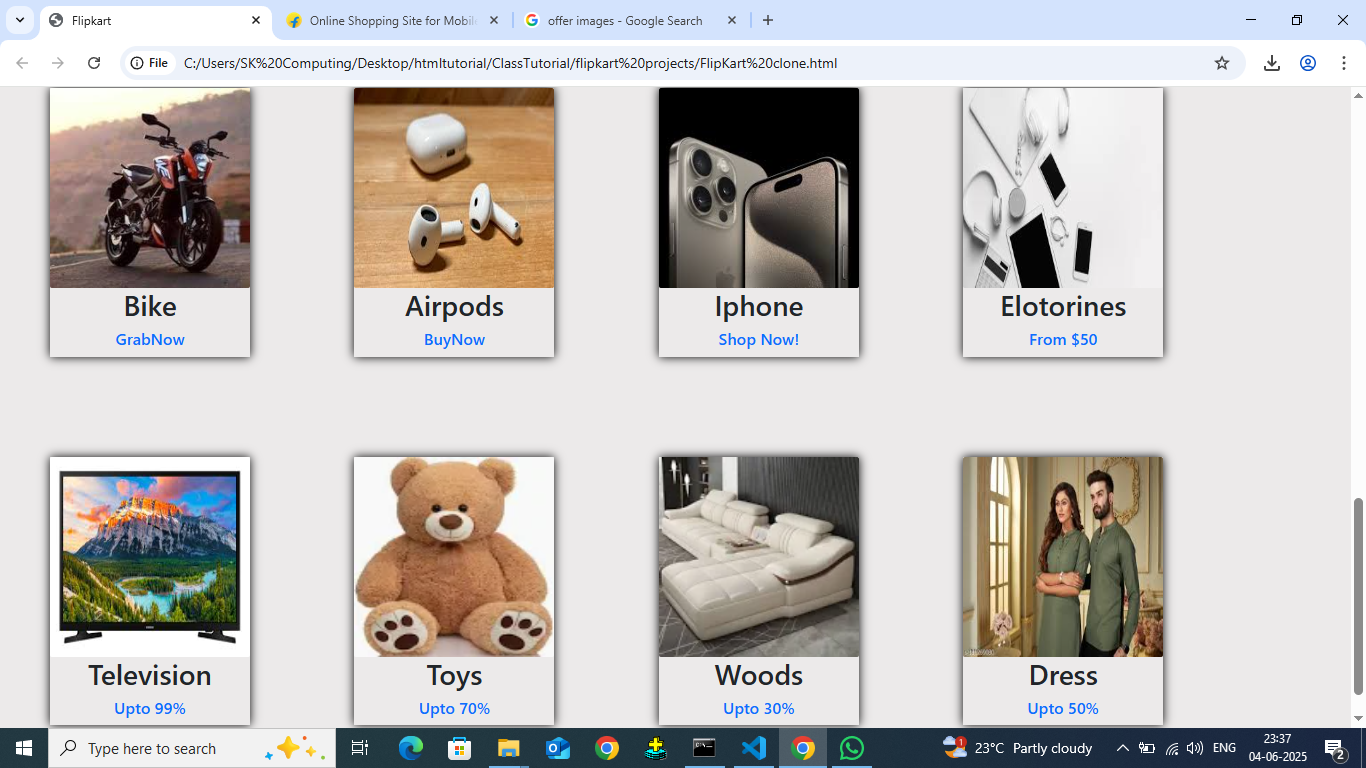 Flipkart
Online Shopping Site for Mobile
offer images - Google Search
File
C:/Users/SK%20Computing/Desktop/htmltutorial/ClassTutorial/flipkart%20projects/FlipKart%20clone.html
Bike
GrabNow
Airpods
BuyNow
Iphone
Shop Now!
Elotorines
From $50
Television
Upto 99%
Toys
Upto 70%
Woods
Upto 30%
Dress
Upto 50%
Type here to search
1
23°C Partly cloudy
ENG
23:37
04-06-2025
2